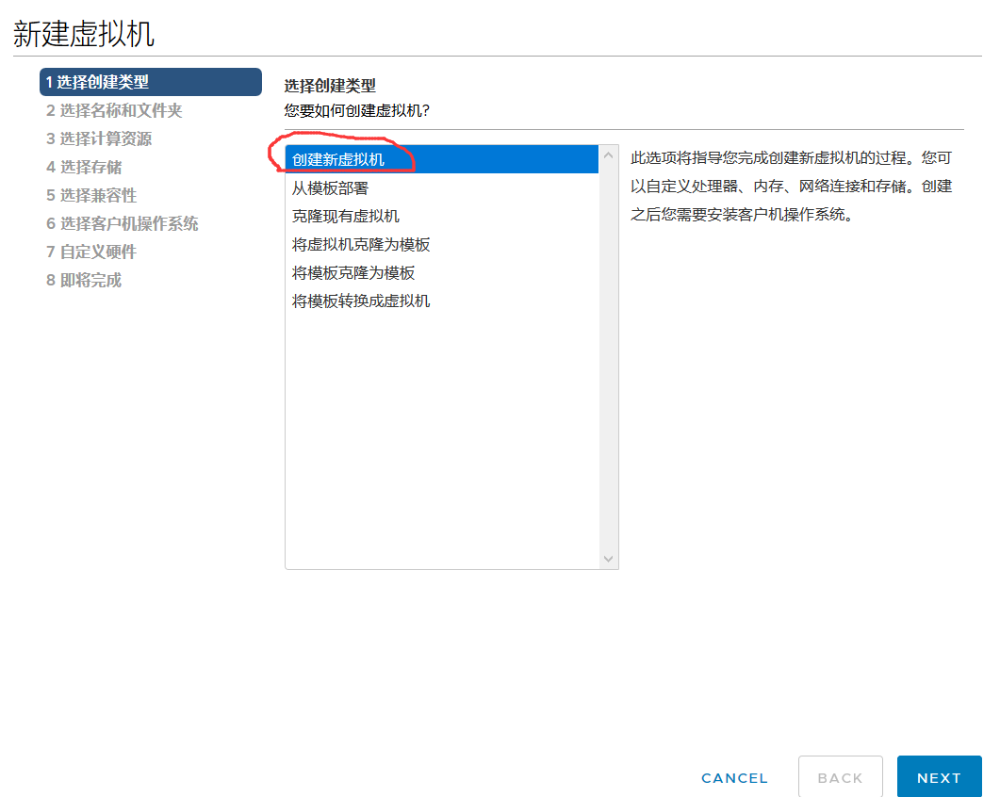 新建虚拟机
1 选择创建类型
2 选择名称和文件夹
3 选择计算资源
4 选择存储
5 选择兼容性
6 选择客户机操作系统
7 自定义硬件
8 即将完成
选择创建类型
您要如何创建虚拟机？
创建新虚拟机
从模板部署
克隆现有虚拟机
将虚拟机克隆为模板
将模板克隆为模板
将模板转换成虚拟机
此选项将指导您完成创建新虚拟机的过程。您可
以自定义处理器、内存、网络连接和存储。创建
之后您需要安装客户机操作系统。
CANCEL
BACK
NEXT